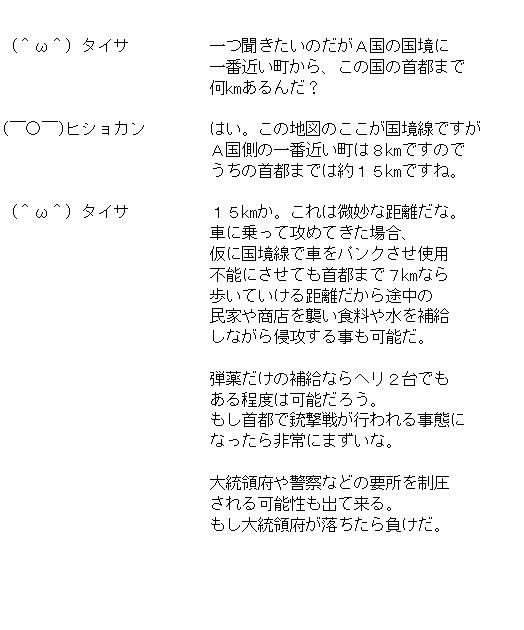 (＾ω＾) タイサ　一つ聞きたいのだがＡ国の国境に
一番近い町から、この国の首都まで
何kmあるんだ？
(￣〇￣)ヒショカン　はい。この地図のここが国境線ですが
Ａ国側の一番近い町は８kmですので
うちの首都までは約１５kmですね。
(＾ω＾) タイサ　１５kmか。これは微妙な距離だな。
車に乗って攻めてきた場合、
仮に国境線で車をパンクさせ使用
不能にさせても首都まで７kmなら
歩いていける距離だから途中の
民家や商店を襲い食料や水を補給
しながら侵攻する事も可能だ。
弾薬だけの補給ならヘリ２台でも
ある程度は可能だろう。
もし首都で銃撃戦が行われる事態に
なったら非常にまずいな。
大統領府や警察などの要所を制圧
される可能性も出て来る。
もし大統領府が落ちたら負けだ。